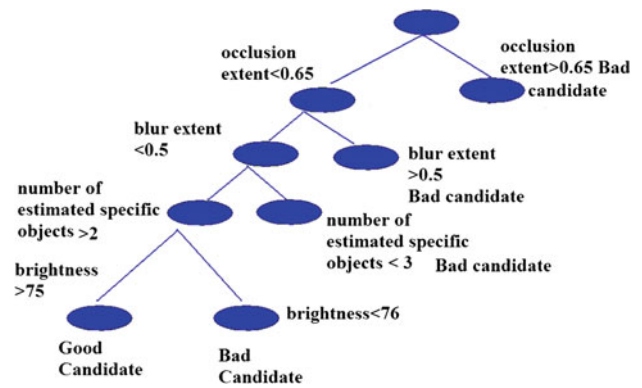 occlusion
extent<0.65
occlusion
extent>0.65 Bad
candidate
blur extent
<0.5
blur extent
>0.5
Bad candidate
number of
estimated specific
objects >2
number of
estimated specific
objects < 3 Bad candidate
brightness
>75
brightness<76
Good
Candidate
Bad
Candidate